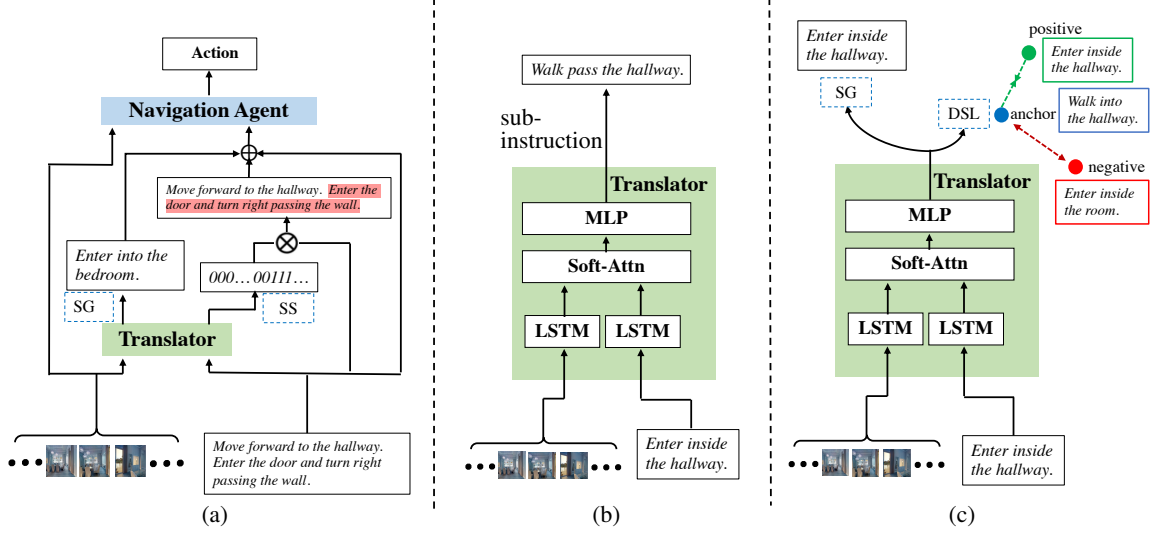 Action
Navigation Agent
Move forward to the hallway. Enter the
door and turn right passing the wall.
Enter into the
bedroom.
000... 00111...
SG
SS
Translator
Move forward to the hallway.
Enter the door and turn right
passing the wall.
(a)
Walk pass the hallway.
sub-
instruction
Translator
MLP
Soft-Attn
LSTM
LSTM
Enter inside
the hallway.
(b)
Enter inside
the hallway.
SG
DSL
positive
Enter inside
the hallway.
anchor
Walk into
the hallway.
negative
Enter inside
the room.
Translator
MLP
Soft-Attn
LSTM
LSTM
Enter inside
the hallway.
(c)